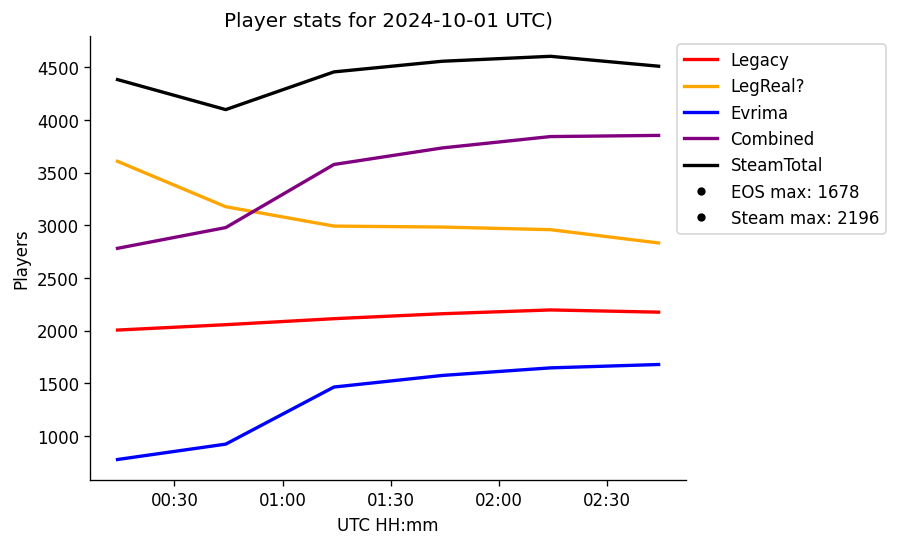 Player stats for 2024-10-01 UTC)
Legacy
LegReal?
Evrima
Combined
SteamTotal
EOS max: 1678
Steam max: 2196
Players
4500
4000
3500
3000
2500
2000
1500
1000
00:30
01:00
01:30
02:00
02:30
UTC HH:mm